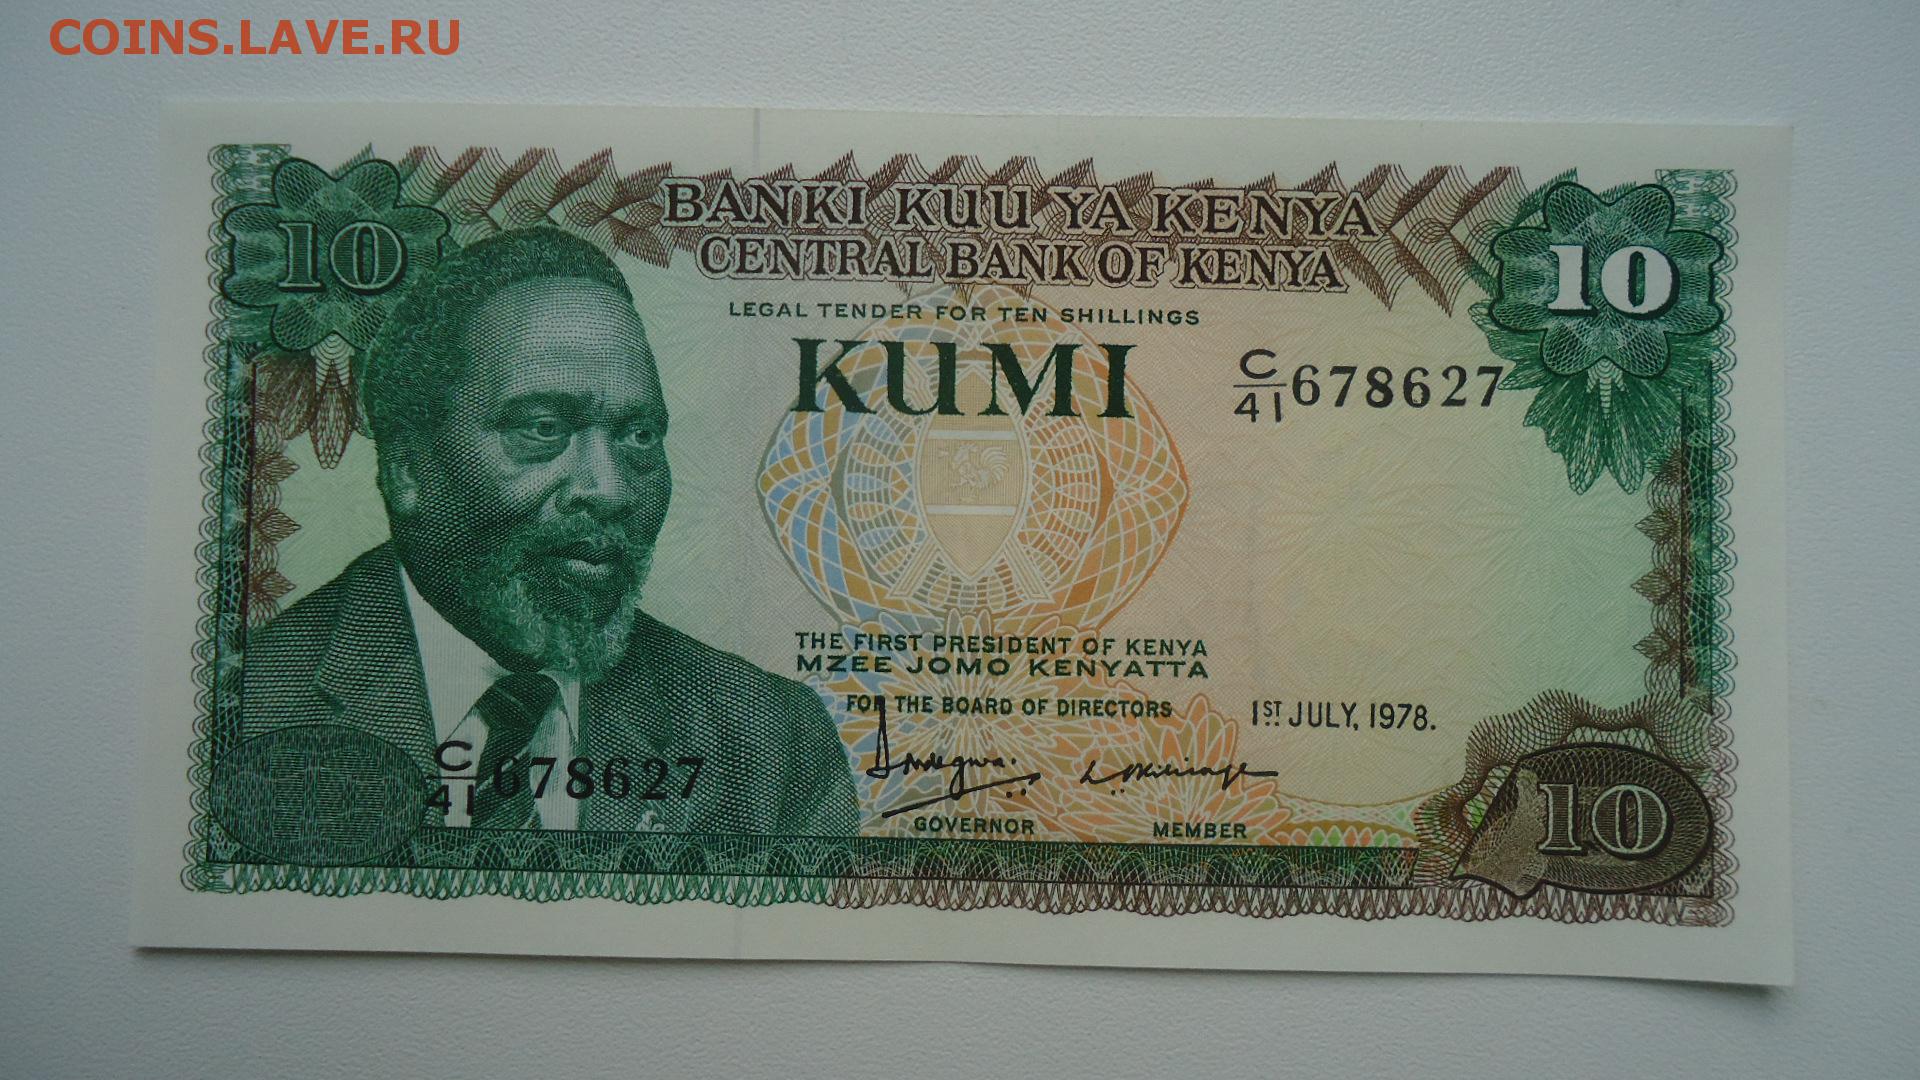 COINS.LAVE.RU
10
BANKI KUU YA KENYA
10
CENTRAL BANK OF KENYA
LEGAL TENDER FOR TEN SHILLINGS
KUMI
C/41 678627
THE FIRST PRESIDENT OF KENYA
MZEE JOMO KENYATTA
FOR THE BOARD OF DIRECTORS
1ST JULY, 1978.
C/41 678627
GOVERNOR
MEMBER
10